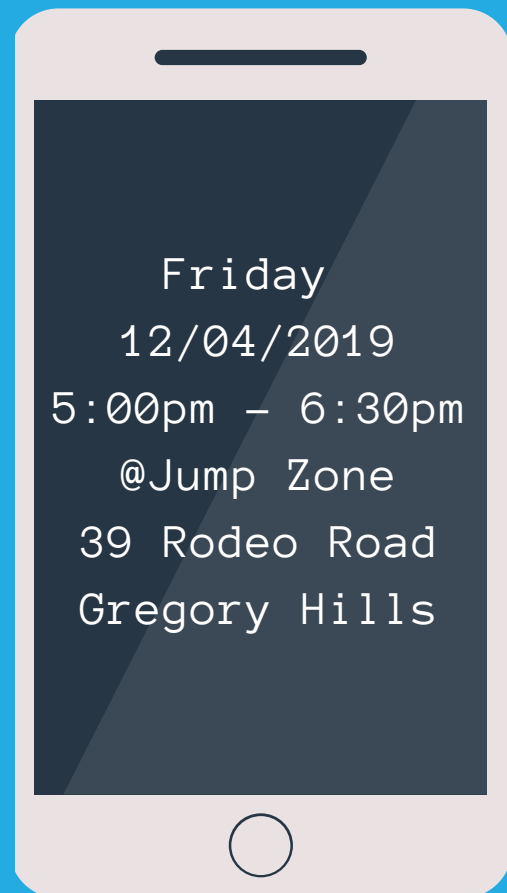 Friday
12/04/2019
5:00pm - 6:30pm
@Jump Zone
39 Rodeo Road
Gregory Hills